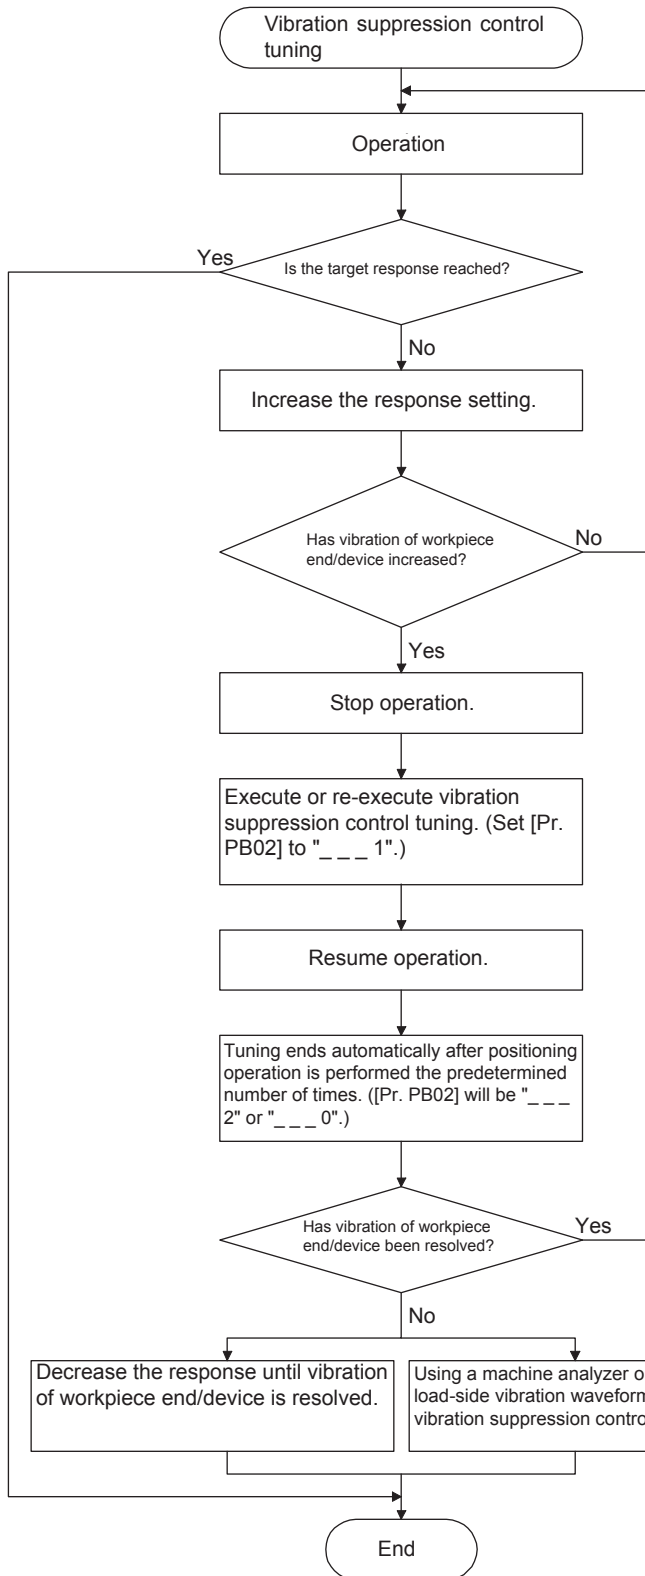 Vibration suppression control
tuning
Operation
Yes
Is the target response reached?
No
Increase the response setting.
Has vibration of workpiece
end/device increased?
No
Yes
Stop operation.
Execute or re-execute vibration
suppression control tuning. (Set [Pr.
PB02] to "_ _ _ 1".)
Resume operation.
Tuning ends automatically after positioning
operation is performed the predetermined
number of times. ([Pr. PB02] will be "_ _ _
2" or "_ _ _ 0".)
Has vibration of workpiece
end/device been resolved?
Yes
No
Decrease the response until vibration
of workpiece end/device is resolved.
Using a machine analyzer o
load-side vibration waveform
vibration suppression contro
End